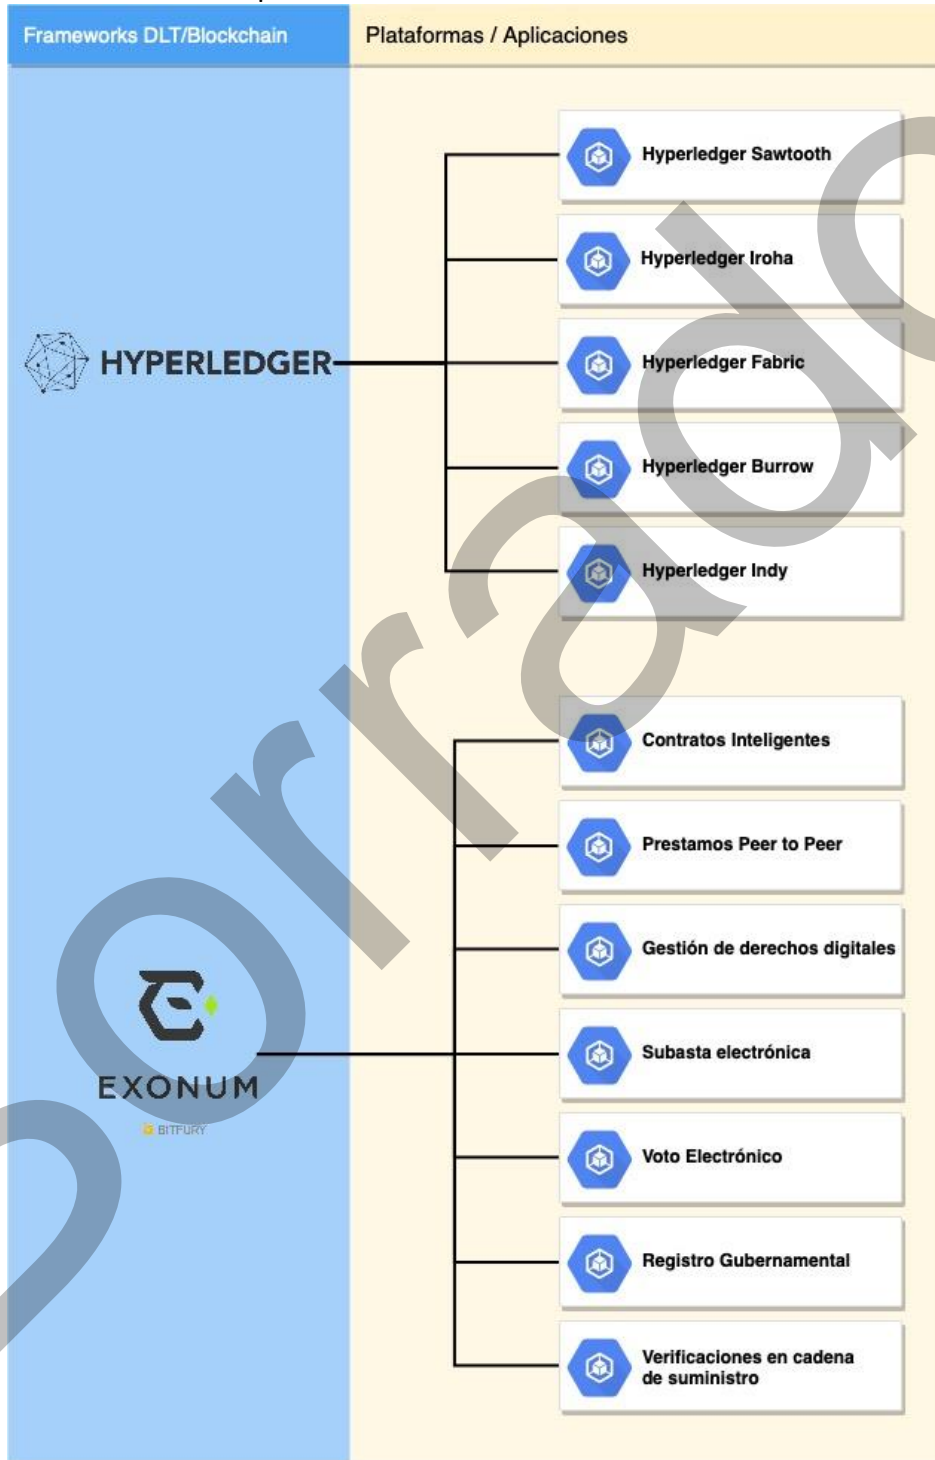 Frameworks DLT/Blockchain
Plataformas / Aplicaciones
Hyperledger Sawtooth
Hyperledger Iroha
HYPERLEDGER
Hyperledger Fabric
Hyperledger Burrow
Hyperledger Indy
Contratos Inteligentes
Prestamos Peer to Peer
Gestión de derechos digitales
EXONUM
BITFURY
Subasta electrónica
Voto Electrónico
Registro Gubernamental
Verificaciones en cadena
de suministro
borrado